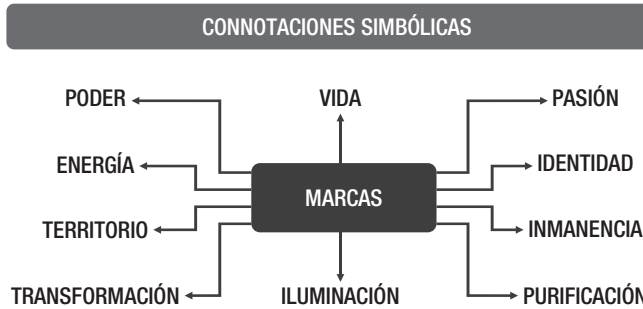 CONNOTACIONES SIMBÓLICAS
PODER
VIDA
PASIÓN
ENERGÍA
IDENTIDAD
MARCAS
TERRITORIO
INMANENCIA
TRANSFORMACIÓN
ILUMINACIÓN
PURIFICACIÓN